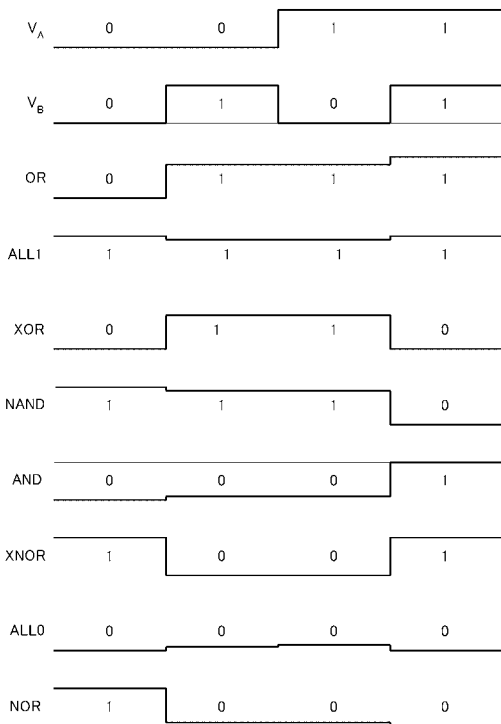 V_A 0 0 1 1
V_B 0 1 0 1
OR 0 1 1 1
ALL1 1 1 1 1
XOR 0 1 1 0
NAND 1 1 1 0
AND 0 0 0 1
XNOR 1 0 0 1
ALL0 0 0 0 0
NOR 1 0 0 0